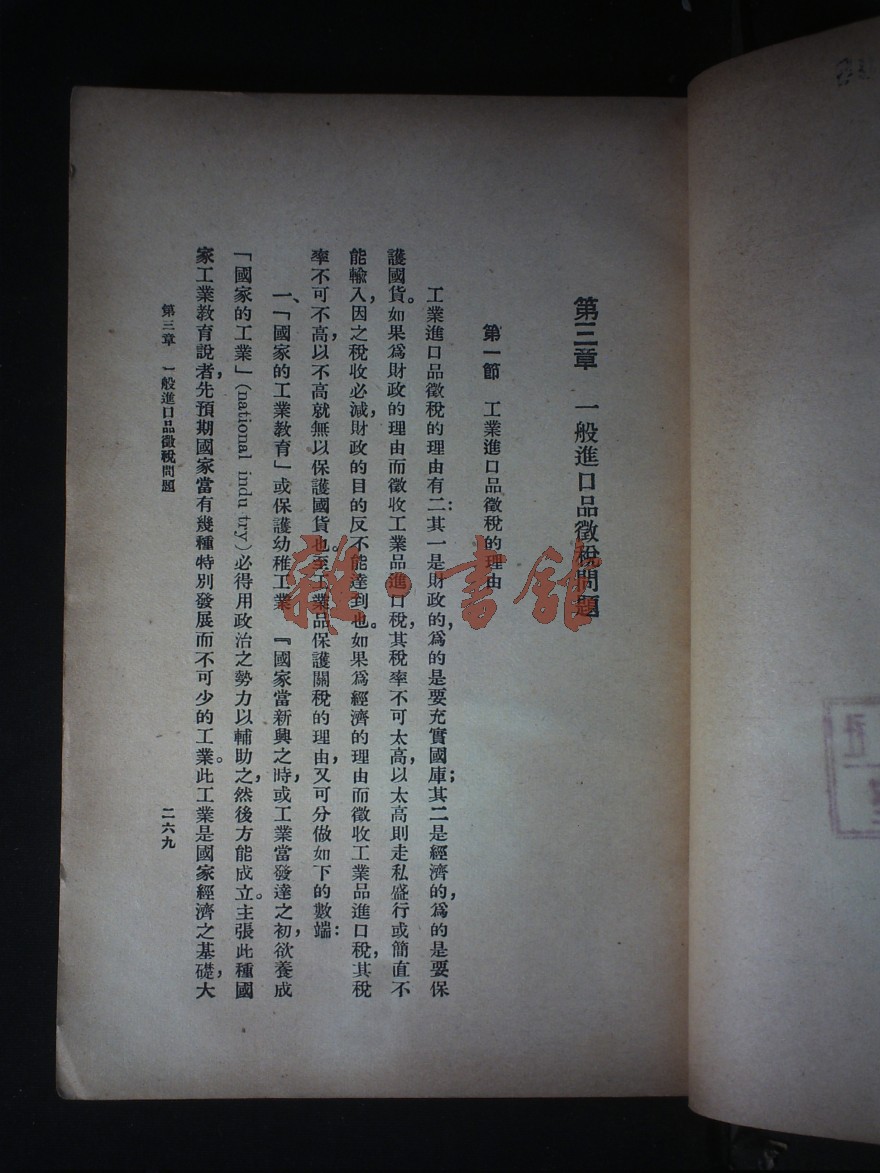 第三章　一般進口品徵稅問題
第一節　工業進口品徵稅的理由
工業進口品徵稅的理由有二：其一是財政的，爲的是要充實國庫；其二是經濟的，爲的是要保
護國貨。如果爲財政的理由而徵收工業品進口稅，其稅率不可太高，以太高則走私盛行或簡直不
能輸入，因之稅收必減，財政的目的反不能達到也。如果爲經濟的理由而徵收工業品進口稅，其稅
率不可不高，以不高就無以保護國貨也。至工業品保護關稅的理由，又可分做如下的數端：
一、「國家的工業教育」或保護幼稚工業　『國家當新興之時，或工業當發達之初，欲養成
「國家的工業」(national indu try)必得用政治之勢力以輔助之，然後方能成立。主張此種國
家工業教育說者，先預期國家當有幾種特別發展而不可少的工業。此工業是國家經濟之基礎，大
第三章　一般進口品徵稅問題
二六九
雜·書館